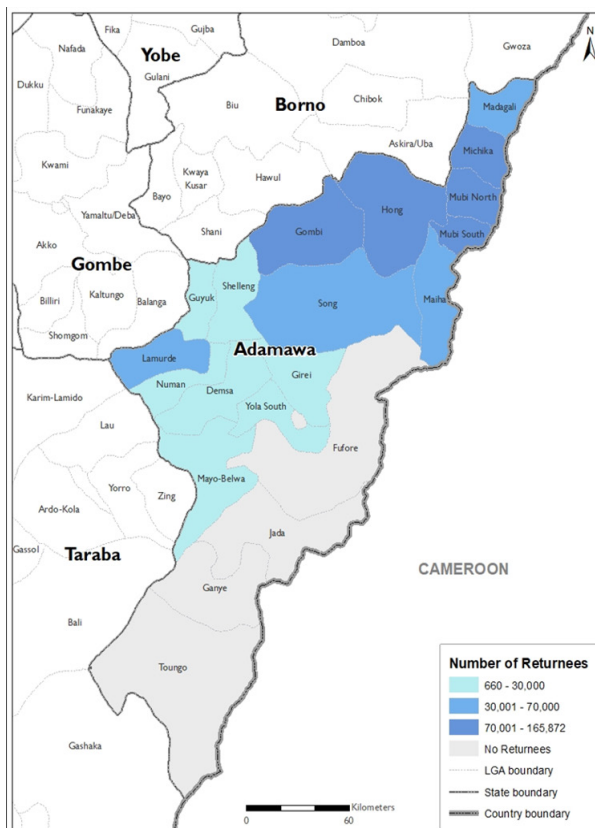 Fika
Gujba
Damboa
Gwoza
N
Nafada
Yobe
Gulani
Dukku
Funakaye
Biu
Borno
Chibok
Madagali
Askira/Uba
Michika
Kwami
Kwaya
Kusar
Hawul
Bayo
Mubi North
Hong
Yamaltu/Deba
Shani
Gombi
Mubi South
Akko
Gombe
Shelleng
Billiri
Kaltungo
Balanga
Guyuk
Song
Maiha
Shomgom
Adamawa
Lamurde
Girei
Numan
Demsa
Karim-Lamido
Yola South
Lau
Fufore
Mayo-Belwa
Yorro
Zing
Ardo-Kola
Jada
Gassol
Taraba
CAMEROON
Ganye
Bali
Toungo
Gashaka
Number of Returnees
660 - 30,000
30,001 - 70,000
70,001 - 165,872
No Returnees
LGA boundary
State boundary
Country boundary
Kilometers
0
60